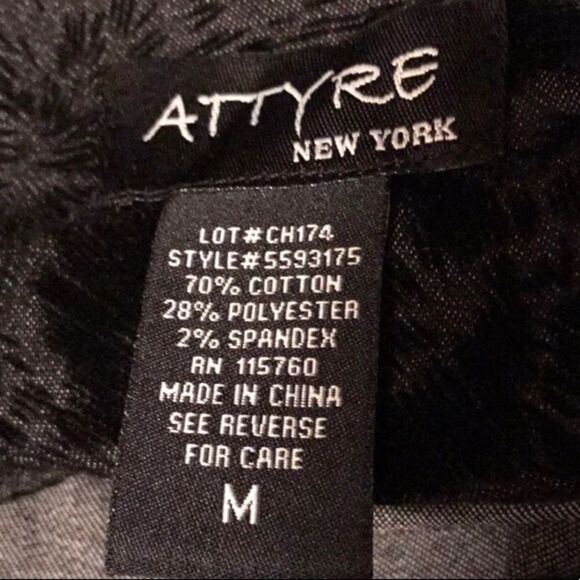 ATTYRE
NEW YORK
LOT#CH174
STYLE#5593175
70% COTTON
28% POLYESTER
2% SPANDEX
RN 115760
MADE IN CHINA
SEE REVERSE
FOR CARE
M